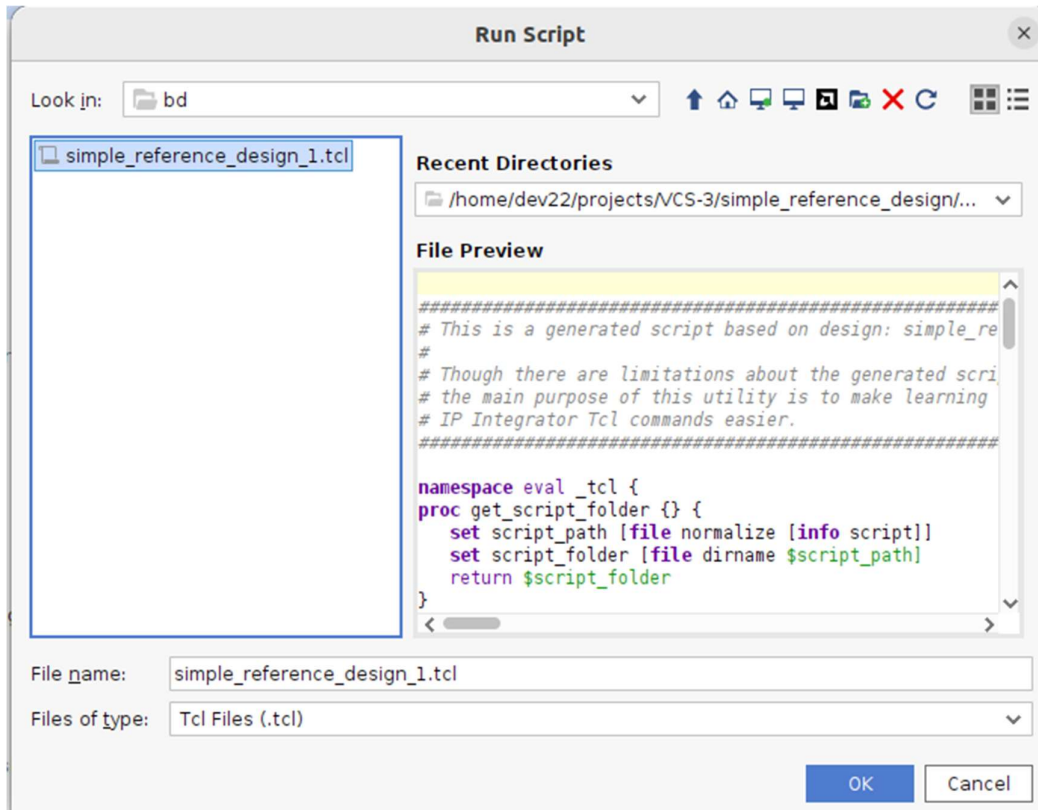 Run Script
Look in: bd
simple_reference_design_1.tcl
Recent Directories
/home/dev22/projects/VCS-3/simple_reference_design/...
File Preview
#######################################################
# This is a generated script based on design: simple_re
#
# Though there are limitations about the generated scri
# the main purpose of this utility is to make learning
# IP Integrator Tcl commands easier.
#######################################################
namespace eval _tcl {
proc get_script_folder {} {
set script_path [file normalize [info script]]
set script_folder [file dirname $script_path]
return $script_folder
}
File name: simple_reference_design_1.tcl
Files of type: Tcl Files (.tcl)
OK Cancel